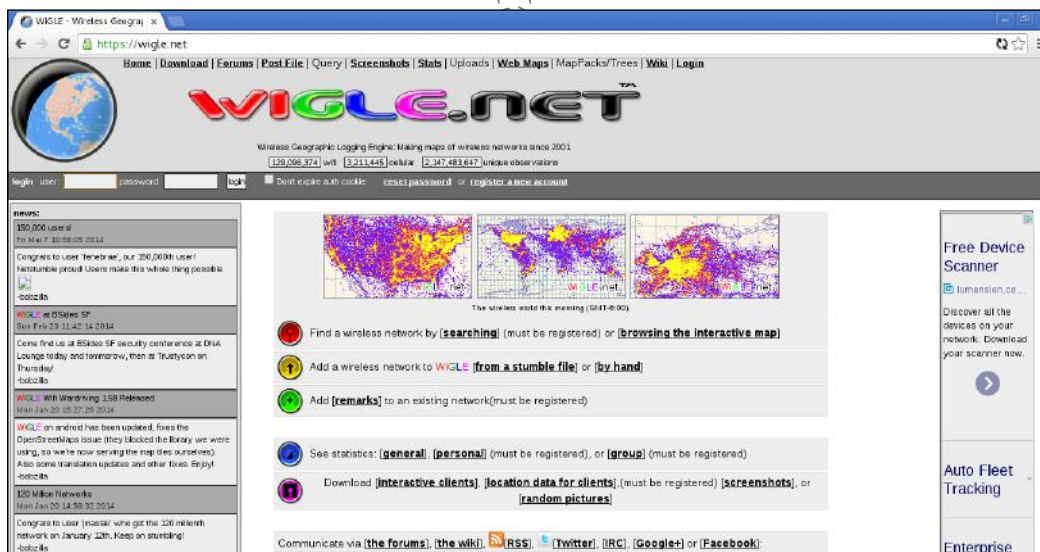 WiGLE - Wireless Geograp
https://wigle.net
Home | Download | Forums | Post File | Query | Screenshots | Stats | Uploads | Web Maps | MapPacks/Trees | Wiki | Login
WIGLE.NET TM
Wireless Geographic Logging Engine: Making maps of wireless networks since 2001
129,096,374 wifi 3,211,445 cellular 2,147,483,647 unique observations
login user: password: login Don't expire auth cookie reset password or register a new account
news:
150,000 users!
Fri Mar 7 10:58:05 2014
Congrats to user 'fenebrae', our 150,000th user!
Netstumble proud! Users make this whole thing possible
-bobzilla
WiGLE at BSides SF
Sun Feb 23 11:42:14 2014
Come find us at BSides SF security conference at DNA
Lounge today and tommorow, then at Trustycon on
Thursday!
-bobzilla
WiGLE Wifi Wardriving 1.58 Released
Mon Jan 20 15:27:26 2014
WiGLE on android has been updated, fixes the
OpenStreetMaps issue (they blocked the library we were
using, so we're now serving the map tiles ourselves).
Also some translation updates and other fixes. Enjoy!
-bobzilla
120 Million Networks
Mon Jan 20 14:58:32 2014
Congrats to user who got the 120 millionth
network on January 12th. Keep on stumbling!
-bobzilla
WiGLE.net
WiGLE.net
WiGLE.net
The wireless world this morning (GMT-6:00).
Find a wireless network by [searching] (must be registered) or [browsing the interactive map]
Add a wireless network to WiGLE [from a stumble file] or [by hand]
Add [remarks] to an existing network(must be registered)
See statistics: [general], [personal] (must be registered), or [group] (must be registered)
Download [interactive clients], [location data for clients],(must be registered) [screenshots], or
[random pictures]
Communicate via [the forums], [the wiki], [RSS], [Twitter], [IRC], [Google+] or [Facebook]:
Free Device
Scanner
lumension.co...
Discover all the
devices on your
network. Download
your scanner now.
Auto Fleet
Tracking
Enterprise